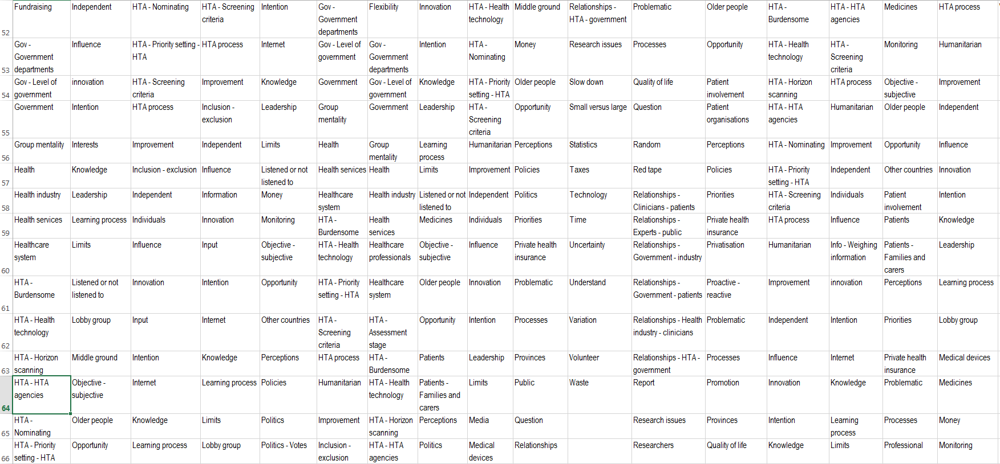 Fundraising Independent HTA - Nominating HTA - Screening Intention Gov - Flexibility Innovation HTA - Health Middle ground Relationships - Problematic Older people HTA - HTA - HTA Medicines HTA process
criteria Government technology HTA - government Burdensome agencies
52 departments
Gov - Influence HTA - Priority setting - HTA process Internet Gov - Level of Gov - Intention HTA - Money Research issues Processes Opportunity HTA - Health HTA - Monitoring Humanitarian
Government HTA government Government Nominating technology Screening
53 departments departments criteria
Gov - Level of innovation HTA - Screening Improvement Knowledge Government Gov - Level of Knowledge HTA - Priority Older people Slow down Quality of life Patient HTA - Horizon HTA process Objective - Improvement
54 government criteria government setting - HTA involvement scanning subjective
Government Intention HTA process Inclusion - Leadership Group Government Leadership HTA - Opportunity Small versus large Question Patient HTA - HTA Humanitarian Older people Independent
exclusion mentality Screening organisations agencies
55 criteria
Group mentality Interests Improvement Independent Limits Health Group Learning Humanitarian Perceptions Statistics Random Perceptions HTA - Nominating Improvement Opportunity Influence
56 mentality process
Health Knowledge Inclusion - exclusion Influence Listened or not Health services Health Limits Improvement Policies Taxes Red tape Policies HTA - Priority Independent Other countries Innovation
57 listened to setting - HTA
Health industry Leadership Independent Information Money Healthcare Health industry Listened or not Independent Politics Technology Relationships - Priorities HTA - Screening Individuals Patient Intention
58 system listened to Clinicians - patients criteria involvement
Health services Learning process Individuals Innovation Monitoring HTA - Health Medicines Individuals Priorities Time Relationships - Private health HTA process Influence Patients Knowledge
59 Burdensome services Experts - public insurance
Healthcare Limits Influence Input Objective - HTA - Health Healthcare Objective - Influence Private health Uncertainty Relationships - Privatisation Humanitarian Info - Weighing Patients - Leadership
system subjective technology professionals subjective insurance Government - industry information Families and
60 carers
HTA - Listened or not Innovation Intention Opportunity HTA - Priority Healthcare Older people Innovation Problematic Understand Relationships - Proactive - Improvement innovation Perceptions Learning process
Burdensome listened to setting - HTA system Government - patients reactive
61
HTA - Health Lobby group Input Internet Other countries HTA - HTA - Opportunity Intention Processes Variation Relationships - Health Problematic Independent Intention Priorities Lobby group
technology Screening Assessment industry - clinicians
62 criteria stage
HTA - Horizon Middle ground Intention Knowledge Perceptions HTA process HTA - Patients Leadership Provinces Volunteer Relationships - HTA - Processes Influence Internet Private health Medical devices
63 scanning Burdensome government insurance
HTA - HTA Objective - Internet Learning process Policies Humanitarian HTA - Health Patients - Limits Public Waste Report Promotion Innovation Knowledge Problematic Medicines
agencies subjective technology Families and
64 carers
HTA - Older people Knowledge Limits Politics Improvement HTA - Horizon Perceptions Media Question Research issues Provinces Intention Learning Processes Money
65 Nominating scanning process
HTA - Priority Opportunity Learning process Lobby group Politics - Votes Inclusion - HTA - HTA Politics Medical Relationships Researchers Quality of life Knowledge Limits Professional Monitoring
66 setting - HTA exclusion agencies devices